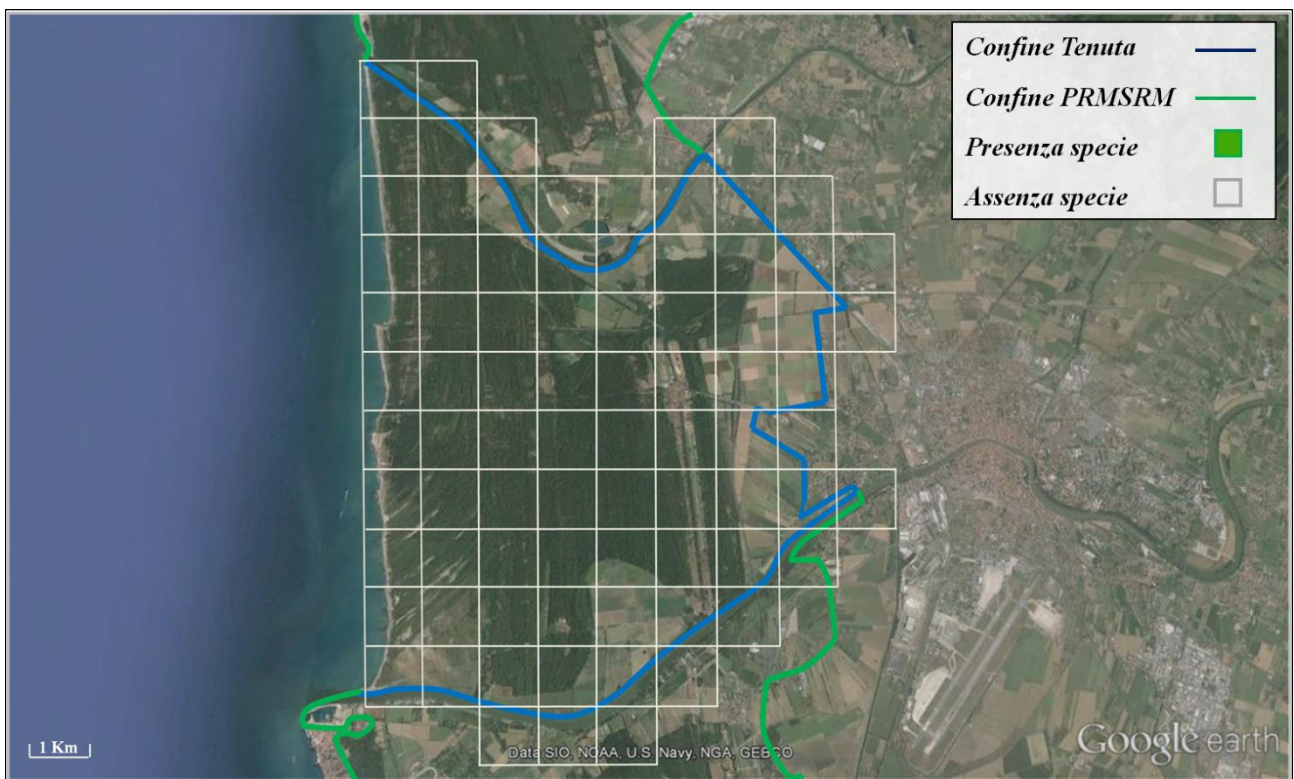 Confine Tenuta
Confine PRMSRM
Presenza specie
Assenza specie
1 Km
Data SIO, NOAA, U.S. Navy, NGA, GEBCO
Google earth